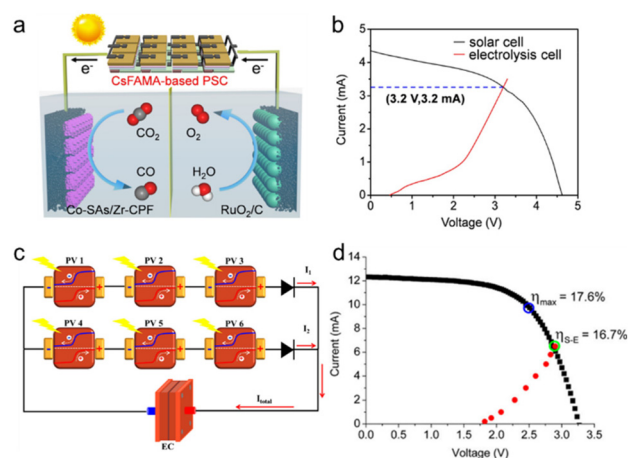 a
e⁻
e⁻
CsFAMA-based PSC
CO₂
O₂
CO
H₂O
Co-SAs/Zr-CPF
RuO₂/C
b
solar cell
electrolysis cell
(3.2 V,3.2 mA)
Current (mA)
5
4
3
2
1
0
0 1 2 3 4 5
Voltage (V)
c
PV 1 PV 2 PV 3
I₁
PV 4 PV 5 PV 6
I₂
Itotal
EC
d
Current (mA)
14
12
10
8
6
4
2
0
ηmax = 17.6%
ηS-E = 16.7%
0.0 0.5 1.0 1.5 2.0 2.5 3.0 3.5
Voltage (V)